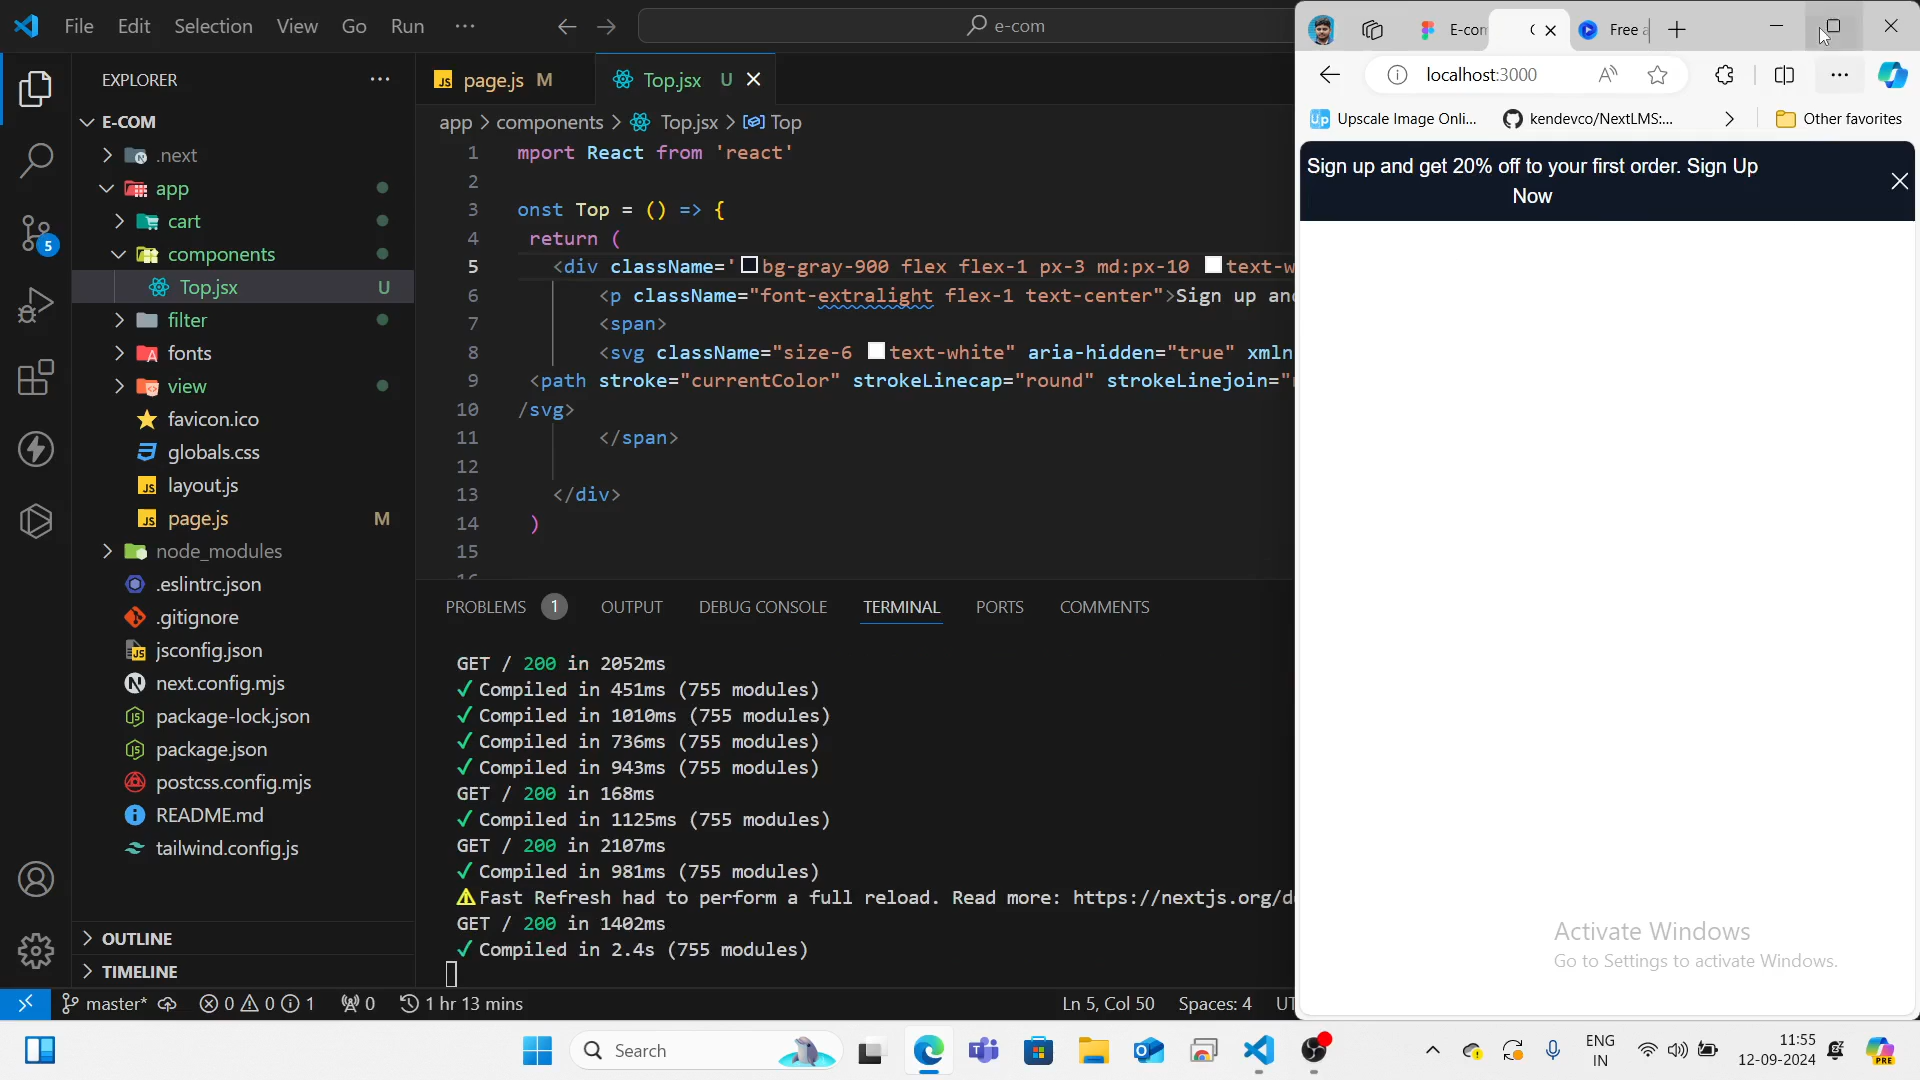 File Edit Selection View Go Run ...
e-com
EXPLORER
E-COM
.next
app
cart
components
Top.jsx U
filter
fonts
view
favicon.ico
globals.css
layout.js
page.js M
node_modules
.eslintrc.json
.gitignore
jsconfig.json
next.config.mjs
package-lock.json
package.json
postcss.config.mjs
README.md
tailwind.config.js
OUTLINE
TIMELINE
page.js M Top.jsx U
app > components > Top.jsx > Top
1 mport React from 'react'
2
3 onst Top = () => {
4 return (
5 <div className='bg-gray-900 flex flex-1 px-3 md:px-10 text-w
6 <p className="font-extralight flex-1 text-center">Sign up an
7 <span>
8 <svg className="size-6 text-white" aria-hidden="true" xmln
9 <path stroke="currentColor" strokeLinecap="round" strokeLinejoin="
10 /svg>
11 </span>
12
13 </div>
14 )
15
16
PROBLEMS 1 OUTPUT DEBUG CONSOLE TERMINAL PORTS COMMENTS
GET / 200 in 2052ms
✓ Compiled in 451ms (755 modules)
✓ Compiled in 1010ms (755 modules)
✓ Compiled in 736ms (755 modules)
✓ Compiled in 943ms (755 modules)
GET / 200 in 168ms
✓ Compiled in 1125ms (755 modules)
GET / 200 in 2107ms
✓ Compiled in 981ms (755 modules)
⚠ Fast Refresh had to perform a full reload. Read more: https://nextjs.org/d
GET / 200 in 1402ms
✓ Compiled in 2.4s (755 modules)
5
master* 0 0 1 0 1 hr 13 mins Ln 5, Col 50 Spaces: 4 UT
E-com Free a
localhost:3000
Upscale Image Onli... kendevco/NextLMS:... Other favorites
Sign up and get 20% off to your first order. Sign Up
Now
Activate Windows
Go to Settings to activate Windows.
Search
ENG
IN
11:55
12-09-2024
PRE